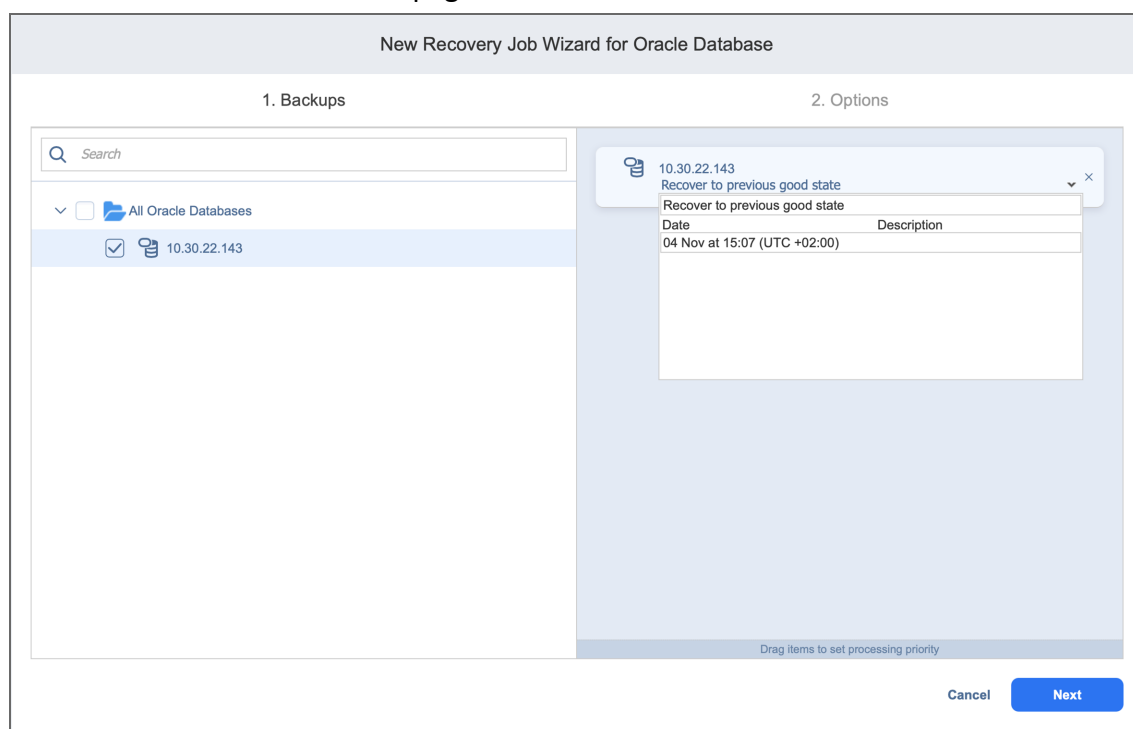 New Recovery Job Wizard for Oracle Database
1. Backups
2. Options
Search
All Oracle Databases
10.30.22.143
10.30.22.143
Recover to previous good state
Recover to previous good state
Date Description
04 Nov at 15:07 (UTC +02:00)
Drag items to set processing priority
Cancel Next